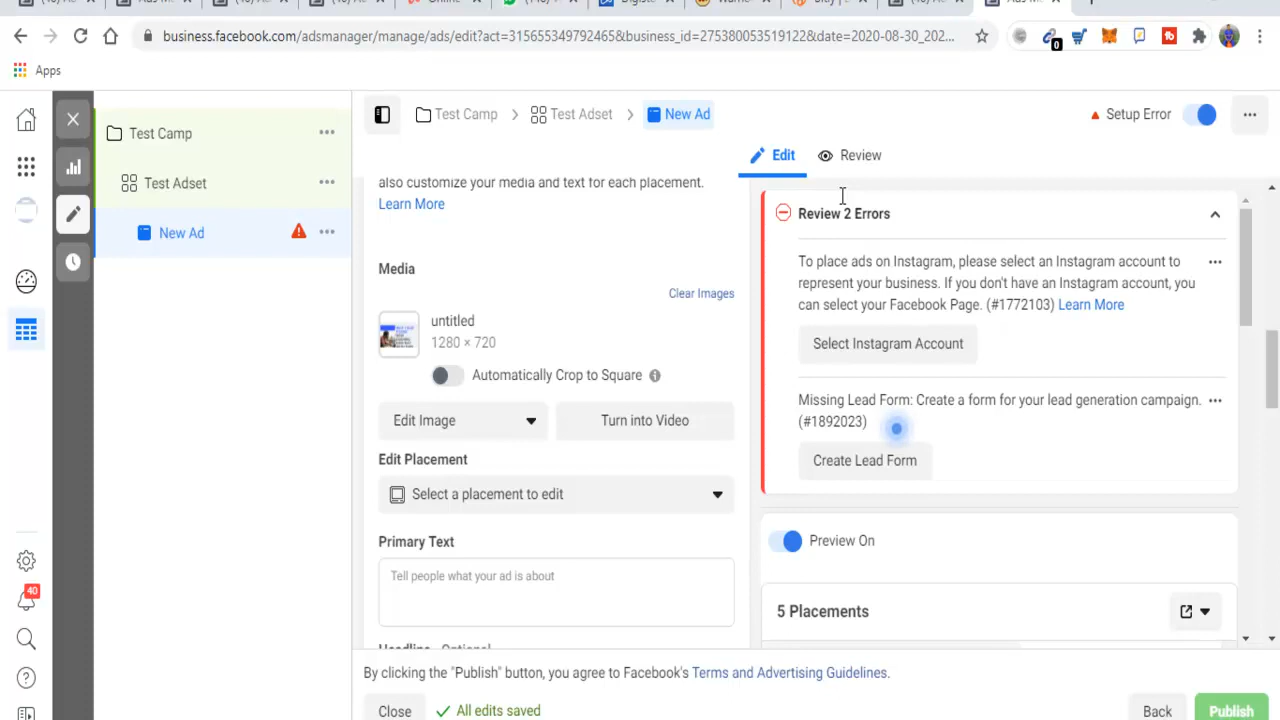 business.facebook.com/adsmanager/manage/ads/edit?act=315655349792465&business_id=275380053519122&date=2020-08-30_202...
0
Apps
Test Camp
Test Adset
New Ad
40
Test Camp
Test Adset
New Ad
Setup Error
Edit
Review
also customize your media and text for each placement.
Learn More
Media
Clear Images
untitled
1280 × 720
Automatically Crop to Square
Edit Image
Turn into Video
Edit Placement
Select a placement to edit
Primary Text
Tell people what your ad is about
Headline Optional
Review 2 Errors
To place ads on Instagram, please select an Instagram account to
represent your business. If you don't have an Instagram account, you
can select your Facebook Page. (#1772103) Learn More
Select Instagram Account
Missing Lead Form: Create a form for your lead generation campaign.
(#1892023)
Create Lead Form
Preview On
5 Placements
By clicking the "Publish" button, you agree to Facebook's Terms and Advertising Guidelines.
Close
All edits saved
Back
Publish